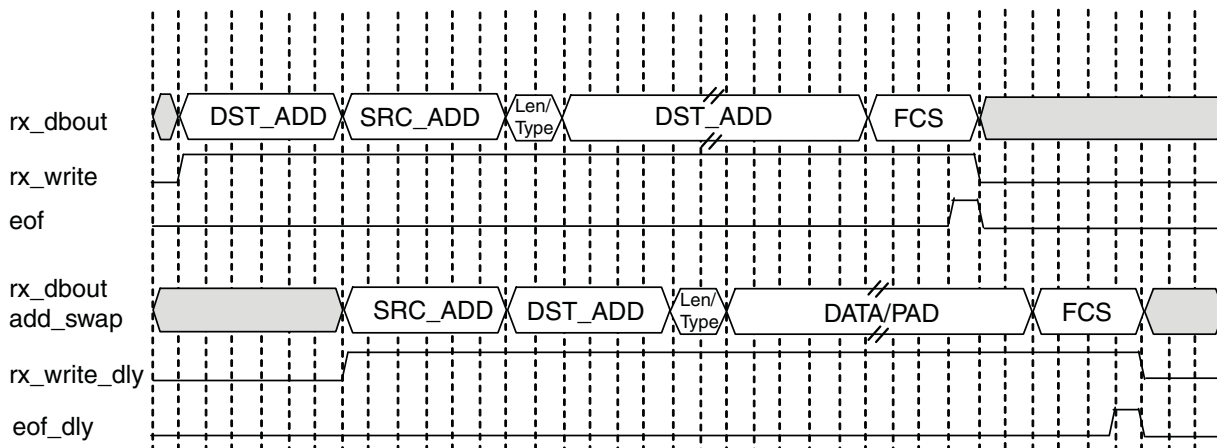 rx_dbout
DST_ADD
SRC_ADD
Len/
Type
DST_ADD
FCS
rx_write
eof
rx_dbout
add_swap
SRC_ADD
DST_ADD
Len/
Type
DATA/PAD
FCS
rx_write_dly
eof_dly